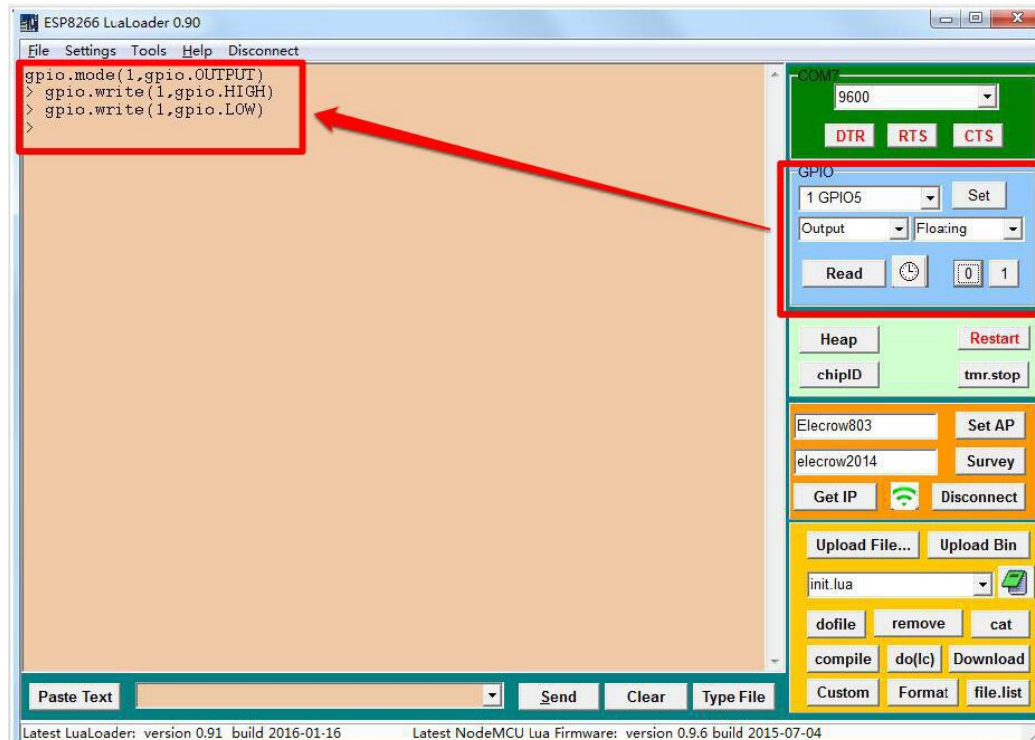 ESP8266 LuaLoader 0.90
File Settings Tools Help Disconnect
gpio.mode(1,gpio.OUTPUT)
> gpio.write(1,gpio.HIGH)
> gpio.write(1,gpio.LOW)
>
COM7
9600
DTR RTS CTS
GPIO
1 GPIO5 Set
Output Floating
Read 0 1
Heap Restart
chipID tmr.stop
Elecrow803 Set AP
elecrow2014 Survey
Get IP Disconnect
Upload File... Upload Bin
init.lua
dofile remove cat
compile do(lc) Download
Custom Format file.list
Paste Text Send Clear Type File
Latest LuaLoader: version 0.91 build 2016-01-16 Latest NodeMCU Lua Firmware: version 0.9.6 build 2015-07-04